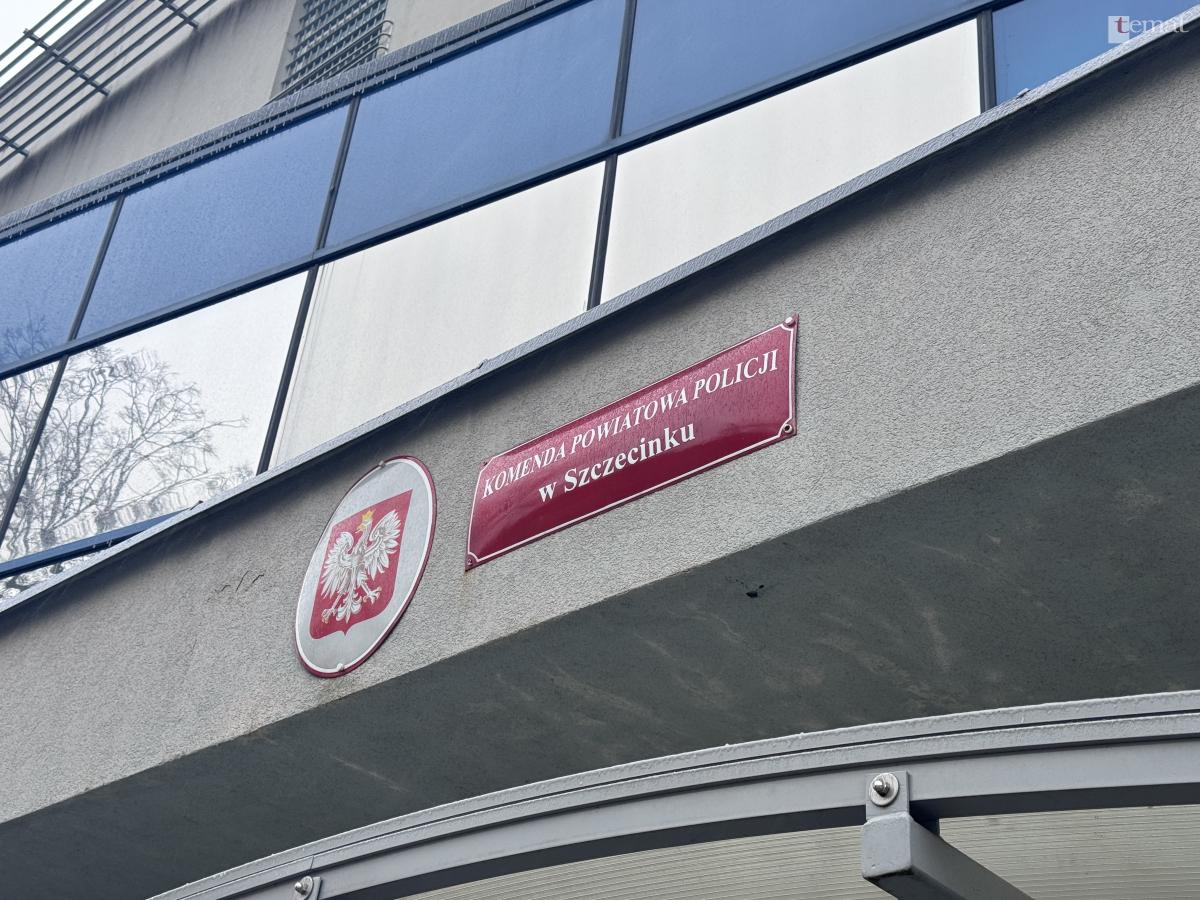 temat
KOMENDA POWIATOWA POLICJI
w Szczecinku